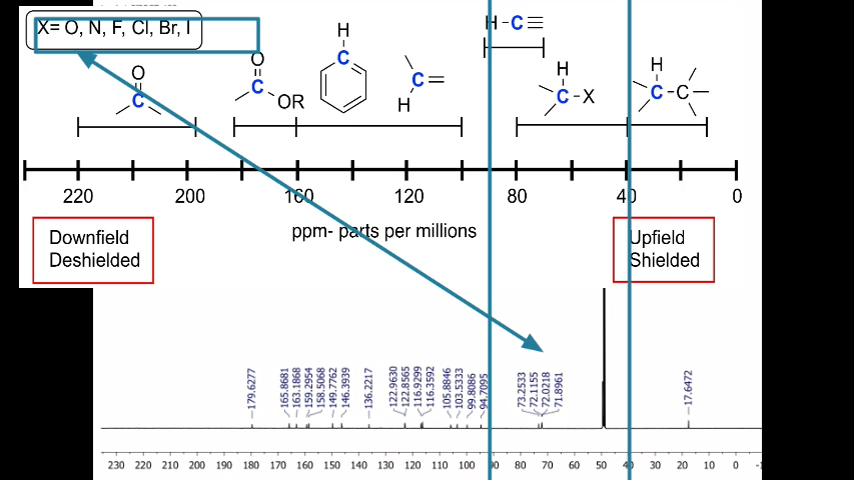 X= O, N, F, Cl, Br, I
H-C≡
H
O
O
H
C
OR
C
C
H
C
H
H
C-X
H
C-C
220 200 160 120 80 40 0
ppm- parts per millions
Downfield
Deshielded
Upfield
Shielded
179.6277
165.8681
163.1868
159.2954
158.5068
149.7762
146.3939
136.2217
122.9630
122.8565
116.9299
116.3592
105.8846
103.5333
99.8086
94.7095
73.2533
72.1155
72.0218
71.8961
17.6472
230 220 210 200 190 180 170 160 150 140 130 120 110 100 90 80 70 60 50 40 30 20 10 0 -1